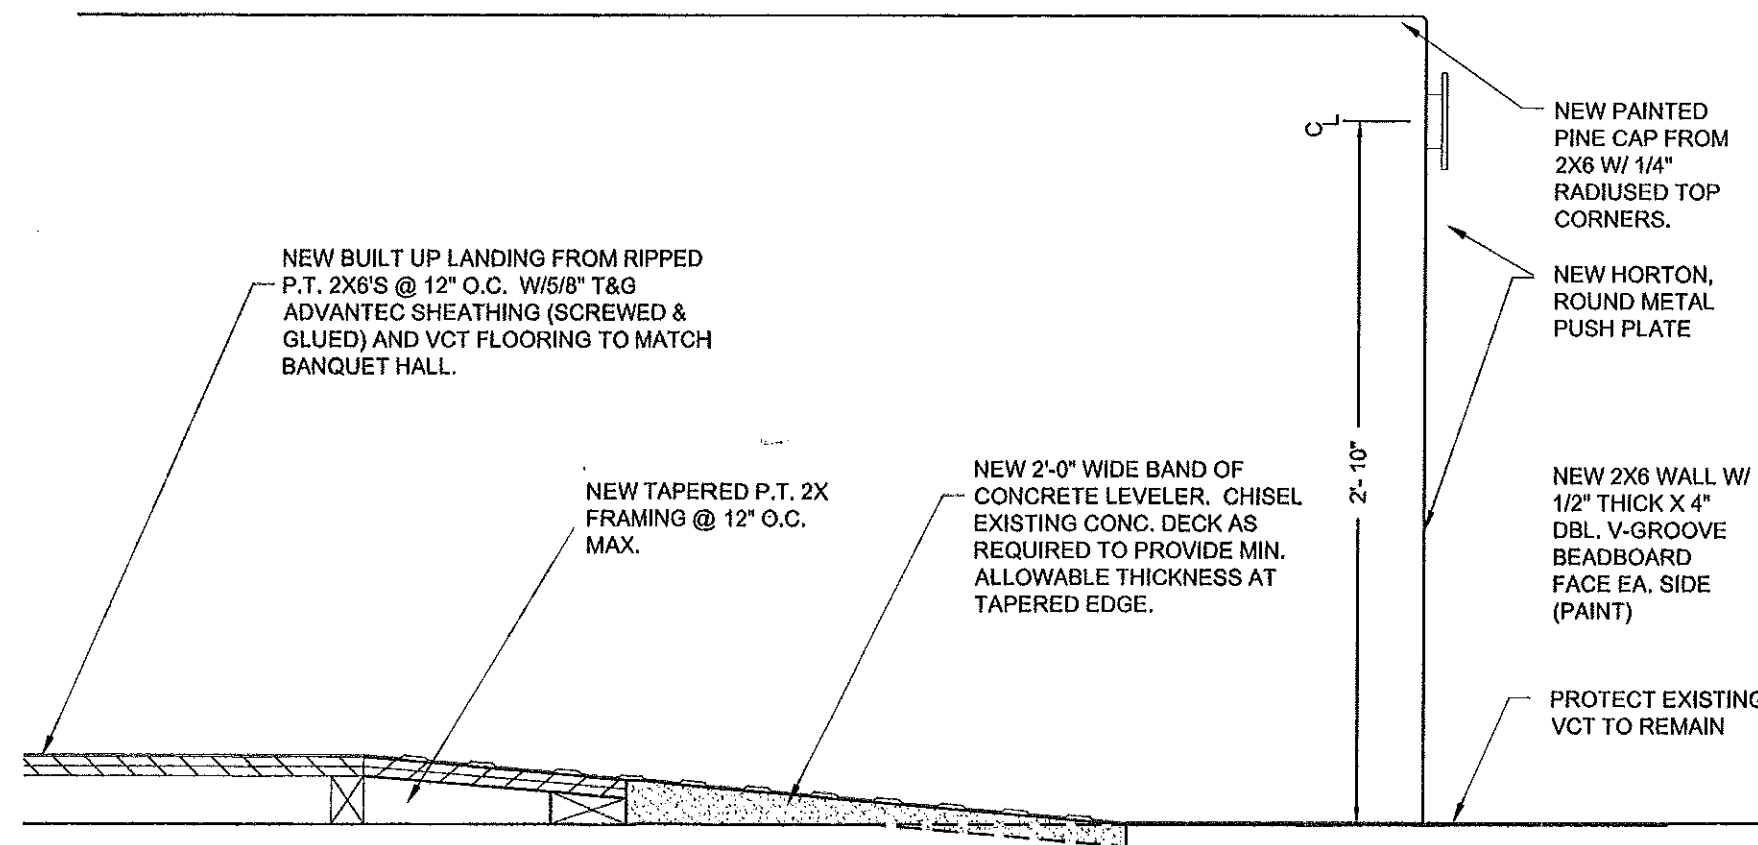 NEW PAINTED
PINE CAP FROM
2X6 W/ 1/4"
RADIUSED TOP
CORNERS.
CL
NEW BUILT UP LANDING FROM RIPPED
P.T. 2X6'S @ 12" O.C. W/5/8" T&G
ADVANTEC SHEATHING (SCREWED &
GLUED) AND VCT FLOORING TO MATCH
BANQUET HALL.
NEW HORTON,
ROUND METAL
PUSH PLATE
NEW TAPERED P.T. 2X
FRAMING @ 12" O.C.
MAX.
NEW 2'-0" WIDE BAND OF
CONCRETE LEVELER. CHISEL
EXISTING CONC. DECK AS
REQUIRED TO PROVIDE MIN.
ALLOWABLE THICKNESS AT
TAPERED EDGE.
2'-10"
NEW 2X6 WALL W/
1/2" THICK X 4"
DBL. V-GROOVE
BEADBOARD
FACE EA. SIDE
(PAINT)
PROTECT EXISTING
VCT TO REMAIN